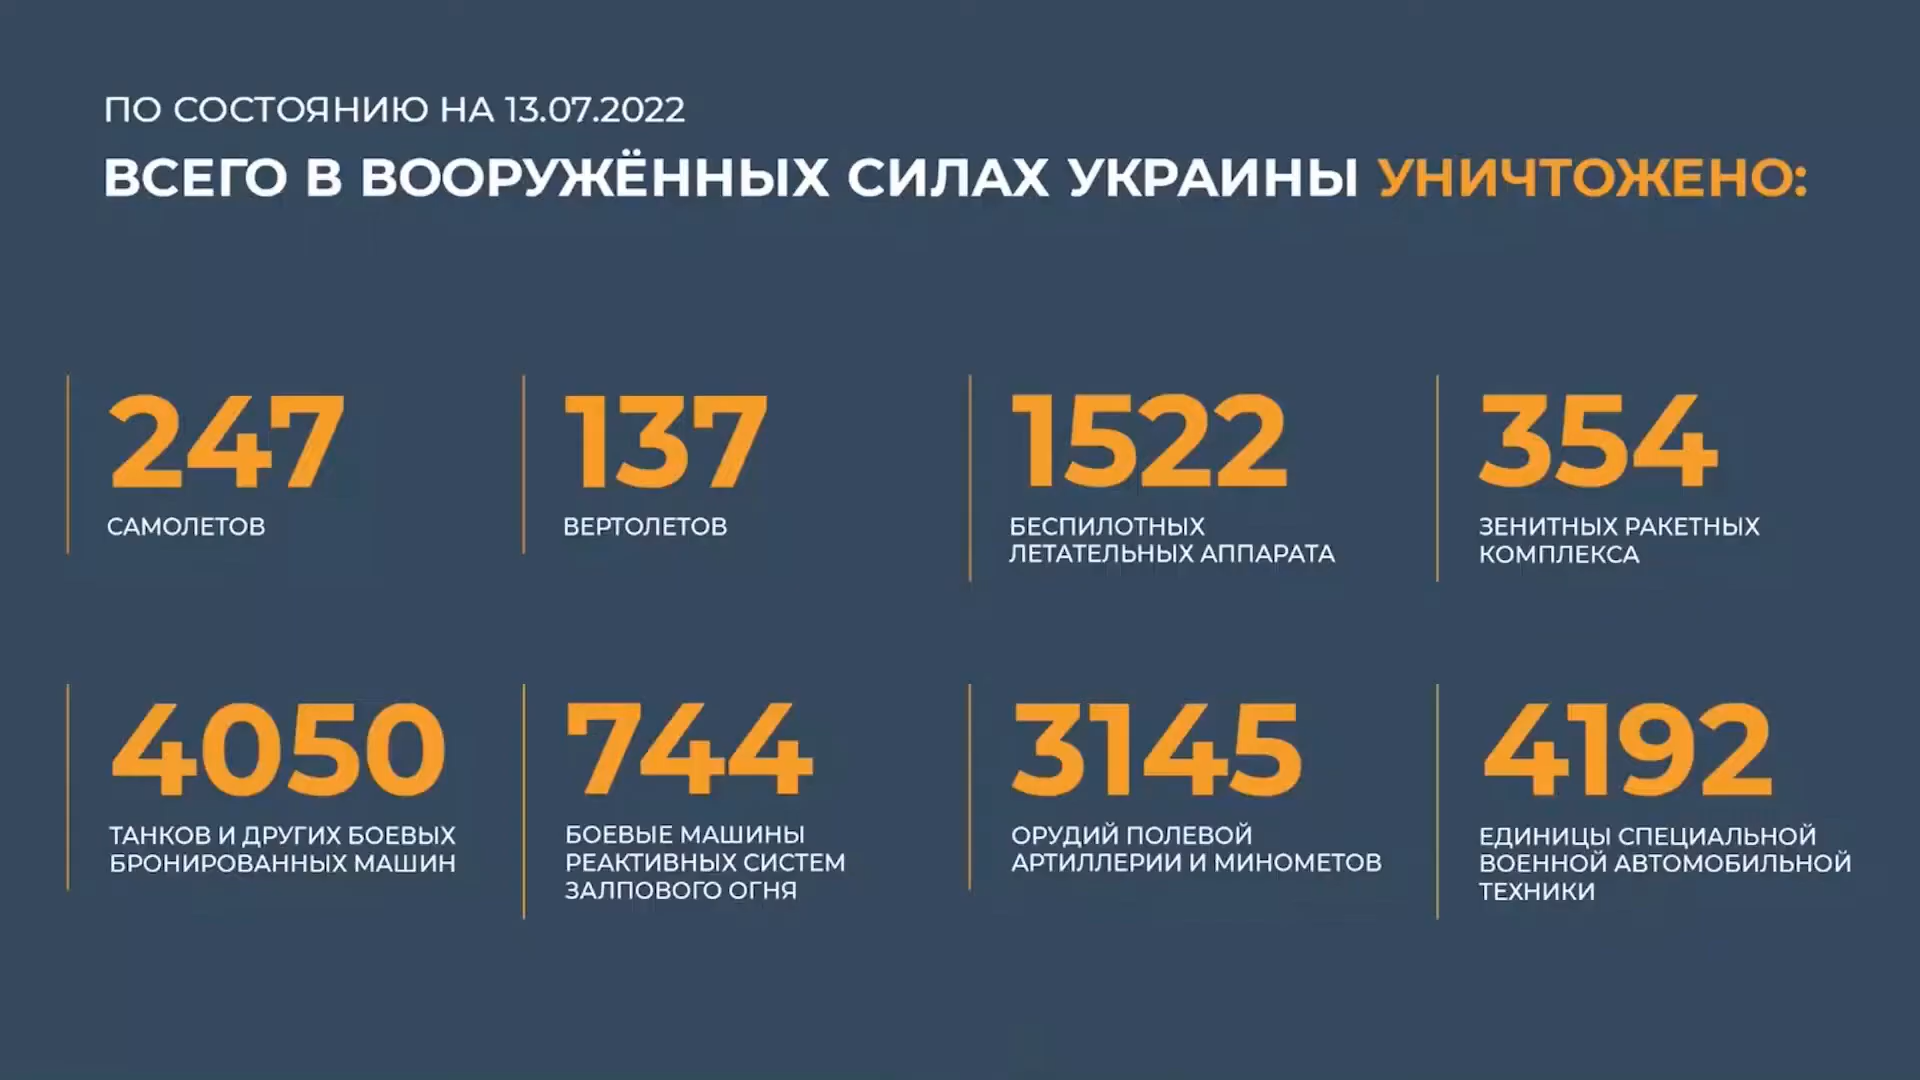 ПО СОСТОЯНИЮ НА 13.07.2022
ВСЕГО В ВООРУЖЁННЫХ СИЛАХ УКРАИНЫ УНИЧТОЖЕНО:
247
САМОЛЕТОВ
137
ВЕРТОЛЕТОВ
1522
БЕСПИЛОТНЫХ
ЛЕТАТЕЛЬНЫХ АППАРАТА
354
ЗЕНИТНЫХ РАКЕТНЫХ
КОМПЛЕКСА
4050
ТАНКОВ И ДРУГИХ БОЕВЫХ
БРОНИРОВАННЫХ МАШИН
744
БОЕВЫЕ МАШИНЫ
РЕАКТИВНЫХ СИСТЕМ
ЗАЛПОВОГО ОГНЯ
3145
ОРУДИЙ ПОЛЕВОЙ
АРТИЛЛЕРИИ И МИНОМЕТОВ
4192
ЕДИНИЦЫ СПЕЦИАЛЬНОЙ
ВОЕННОЙ АВТОМОБИЛЬНОЙ
ТЕХНИКИ